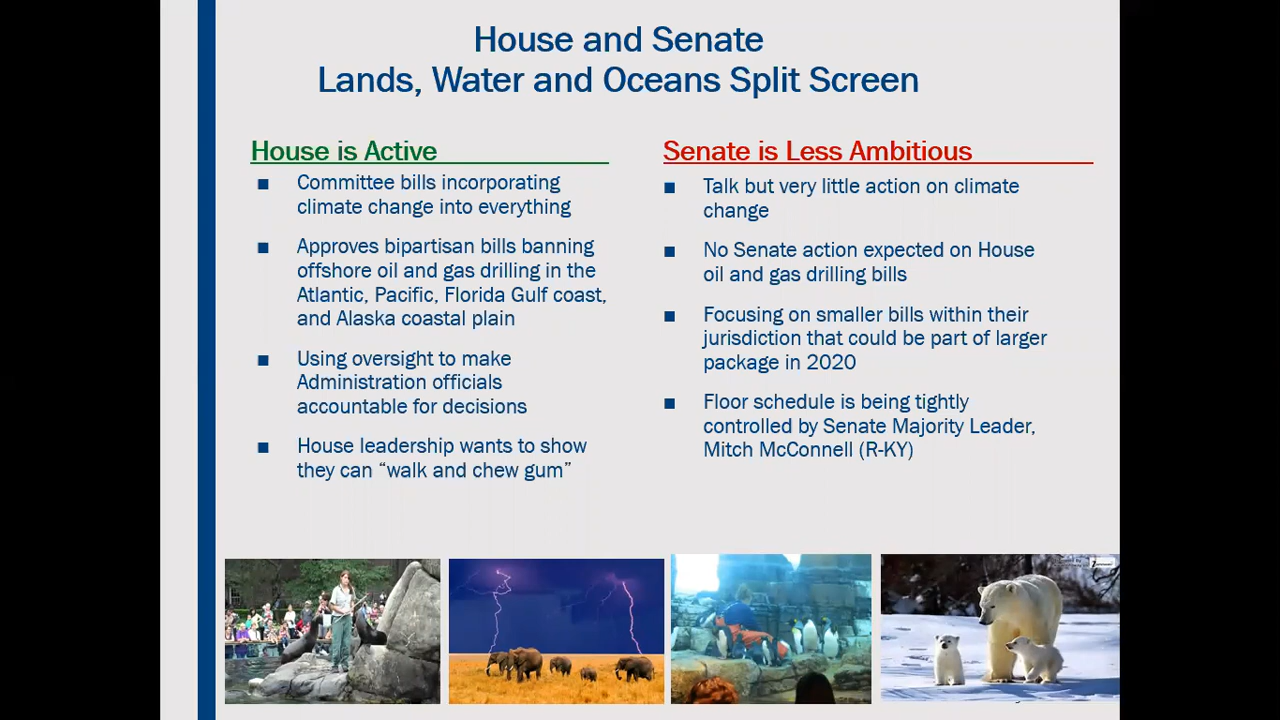 House and Senate
Lands, Water and Oceans Split Screen
House is Active
■ Committee bills incorporating
climate change into everything
■ Approves bipartisan bills banning
offshore oil and gas drilling in the
Atlantic, Pacific, Florida Gulf coast,
and Alaska coastal plain
■ Using oversight to make
Administration officials
accountable for decisions
■ House leadership wants to show
they can “walk and chew gum”
Senate is Less Ambitious
■ Talk but very little action on climate
change
■ No Senate action expected on House
oil and gas drilling bills
■ Focusing on smaller bills within their
jurisdiction that could be part of larger
package in 2020
■ Floor schedule is being tightly
controlled by Senate Majority Leader,
Mitch McConnell (R-KY)